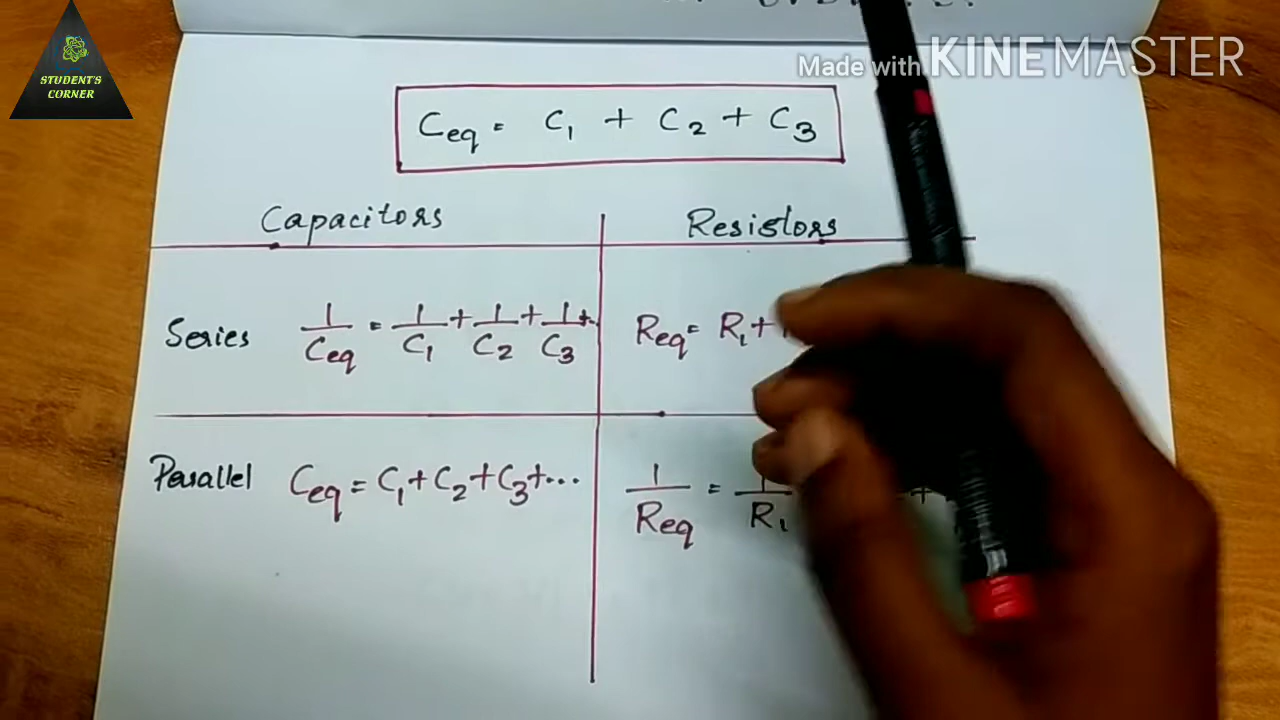 STUDENT'S
CORNER
Made with KINEMASTER
Ceq = C₁ + C₂ + C₃
Capacitors Resistors
Series 1/Ceq = 1/C₁ + 1/C₂ + 1/C₃ + Req = R₁ +
Parallel Ceq = C₁ + C₂ + C₃ + ... 1/Req = 1/R₁ +